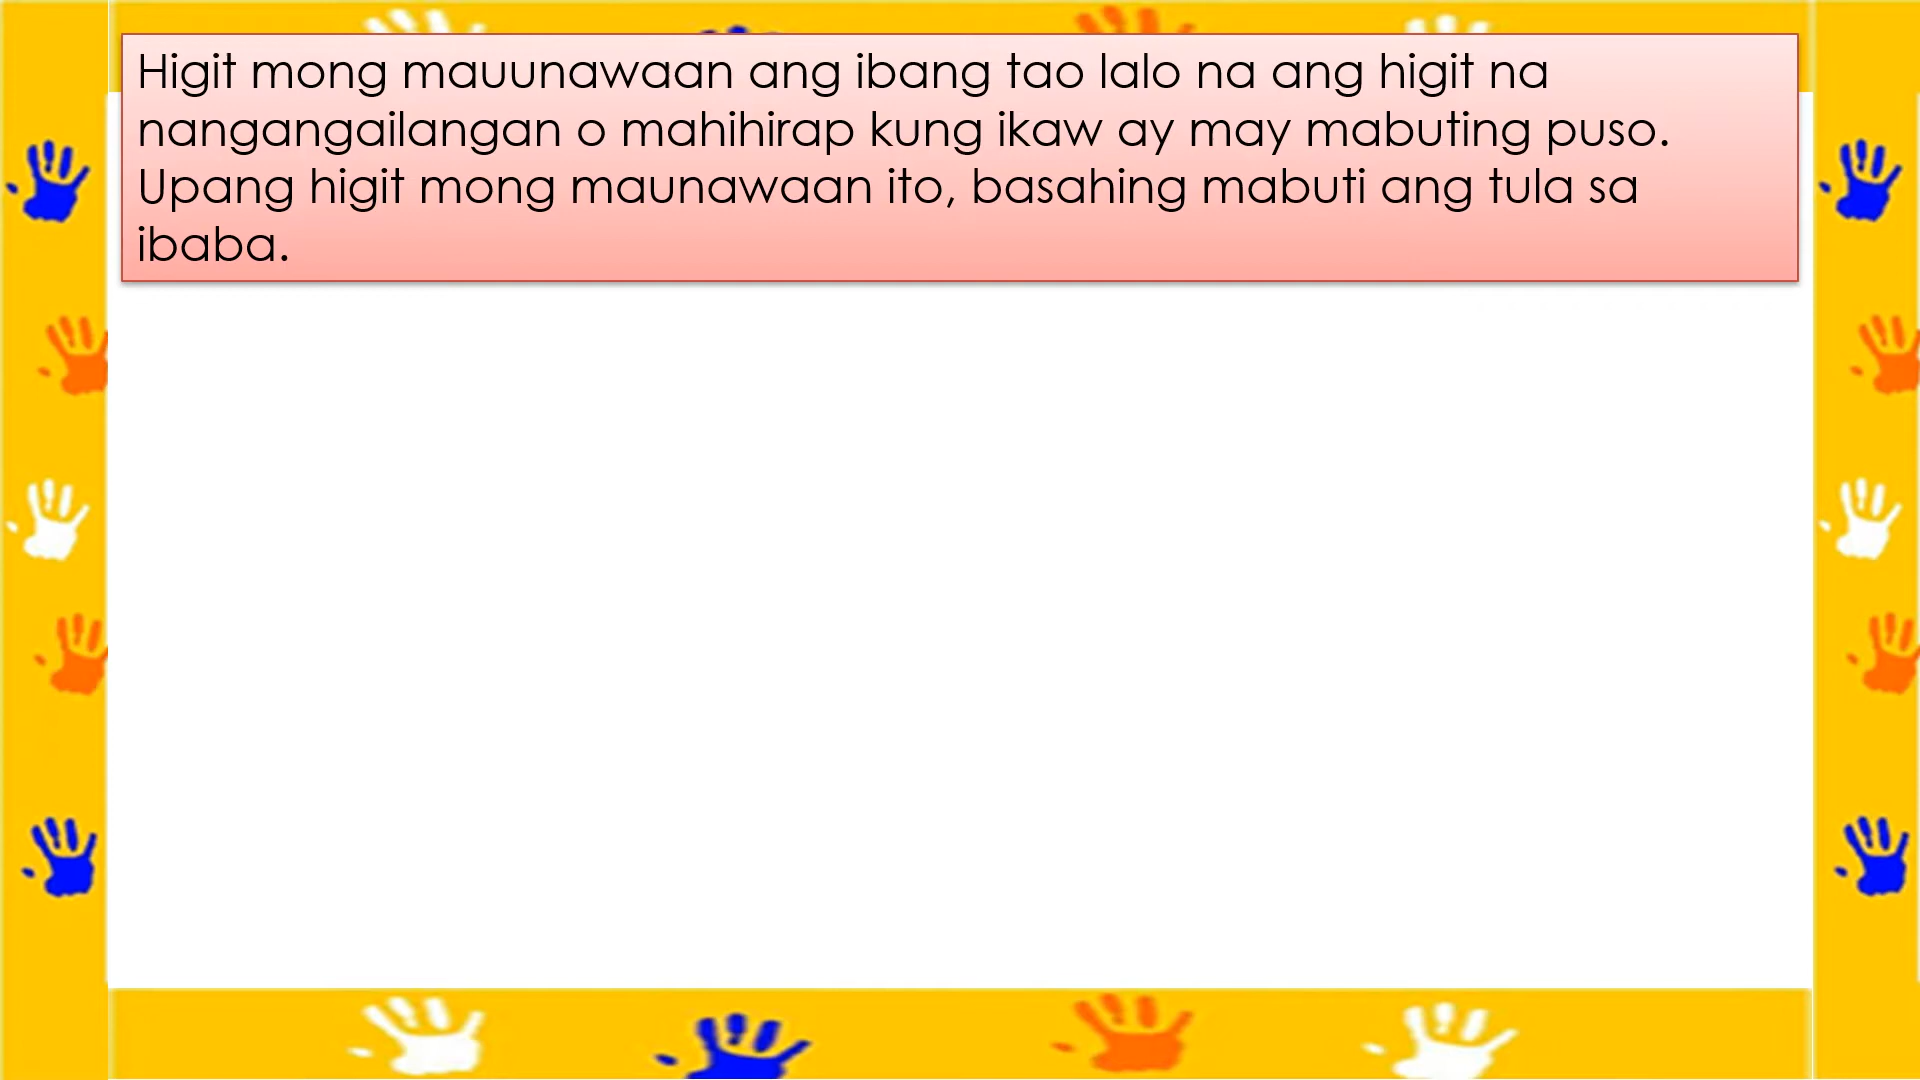 Higit mong mauunawaan ang ibang tao lalo na ang higit na
nangangailangan o mahihirap kung ikaw ay may mabuting puso.
Upang higit mong maunawaan ito, basahing mabuti ang tula sa
ibaba.